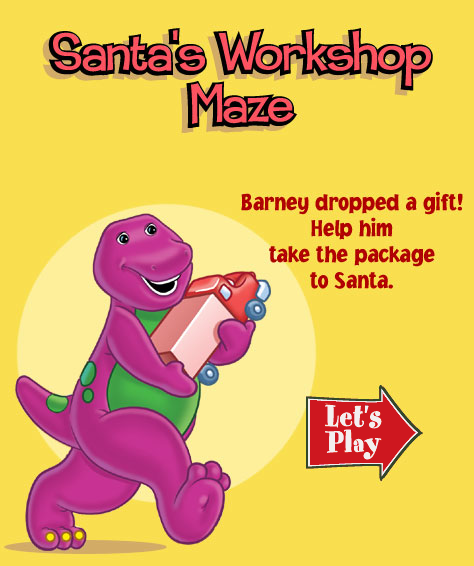 Santa's Workshop
Maze
Barney dropped a gift!
Help him
take the package
to Santa.
Let's
Play